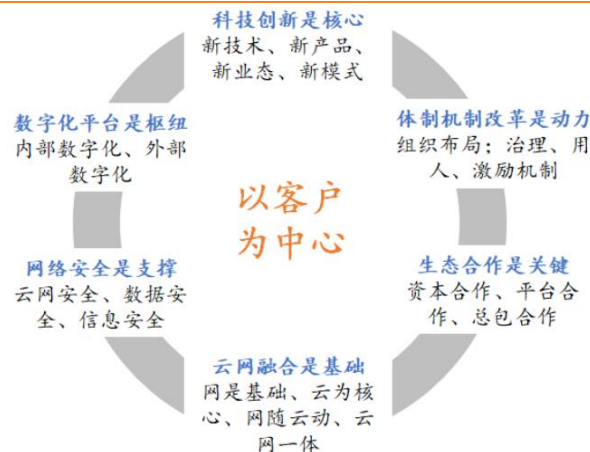 科技创新是核心
新技术、新产品、
新业态、新模式
数字化平台是枢纽
内部数字化、外部
数字化
体制机制改革是动力
组织布局；治理、用
人、激励机制
以客户
为中心
网络安全是支撑
云网安全、数据安
全、信息安全
生态合作是关键
资本合作、平台合
作、总包合作
云网融合是基础
网是基础、云为核
心、网随云动、云
网一体